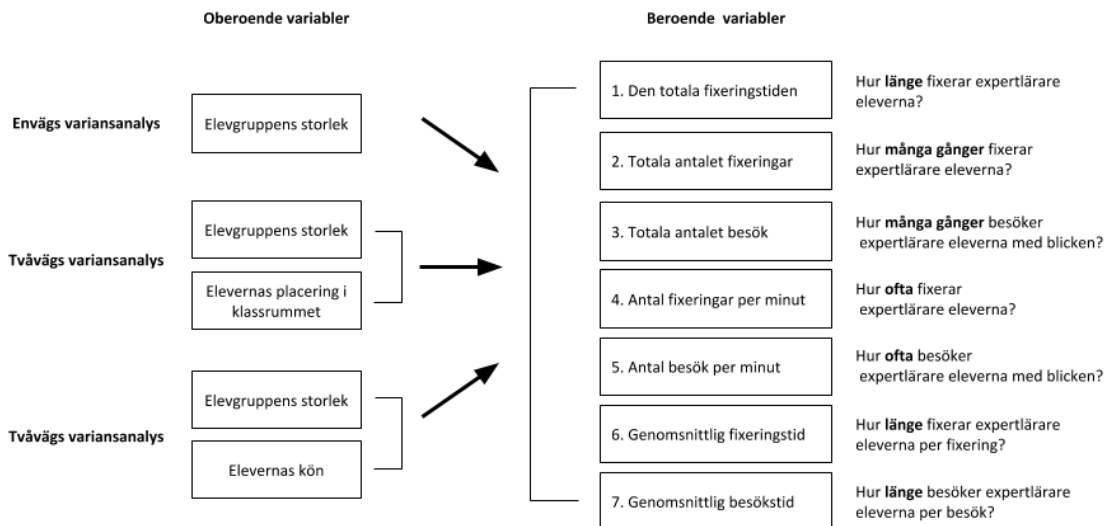 Oberoende variabler
Beroende variabler
Envägs variansanalys
Elevgruppens storlek
Tvåvägs variansanalys
Elevgruppens storlek
Elevernas placering i
klassrummet
Tvåvägs variansanalys
Elevgruppens storlek
Elevernas kön
1. Den totala fixeringstiden
Hur länge fixerar expertlärare
eleverna?
2. Totala antalet fixeringar
Hur många gånger fixerar
expertlärare eleverna?
3. Totala antalet besök
Hur många gånger besöker
expertlärare eleverna med blicken?
4. Antal fixeringar per minut
Hur ofta fixerar
expertlärare eleverna?
5. Antal besök per minut
Hur ofta besöker
expertlärare eleverna med blicken?
6. Genomsnittlig fixeringstid
Hur länge fixerar expertlärare
eleverna per fixering?
7. Genomsnittlig besökstid
Hur länge besöker expertlärare
eleverna per besök?